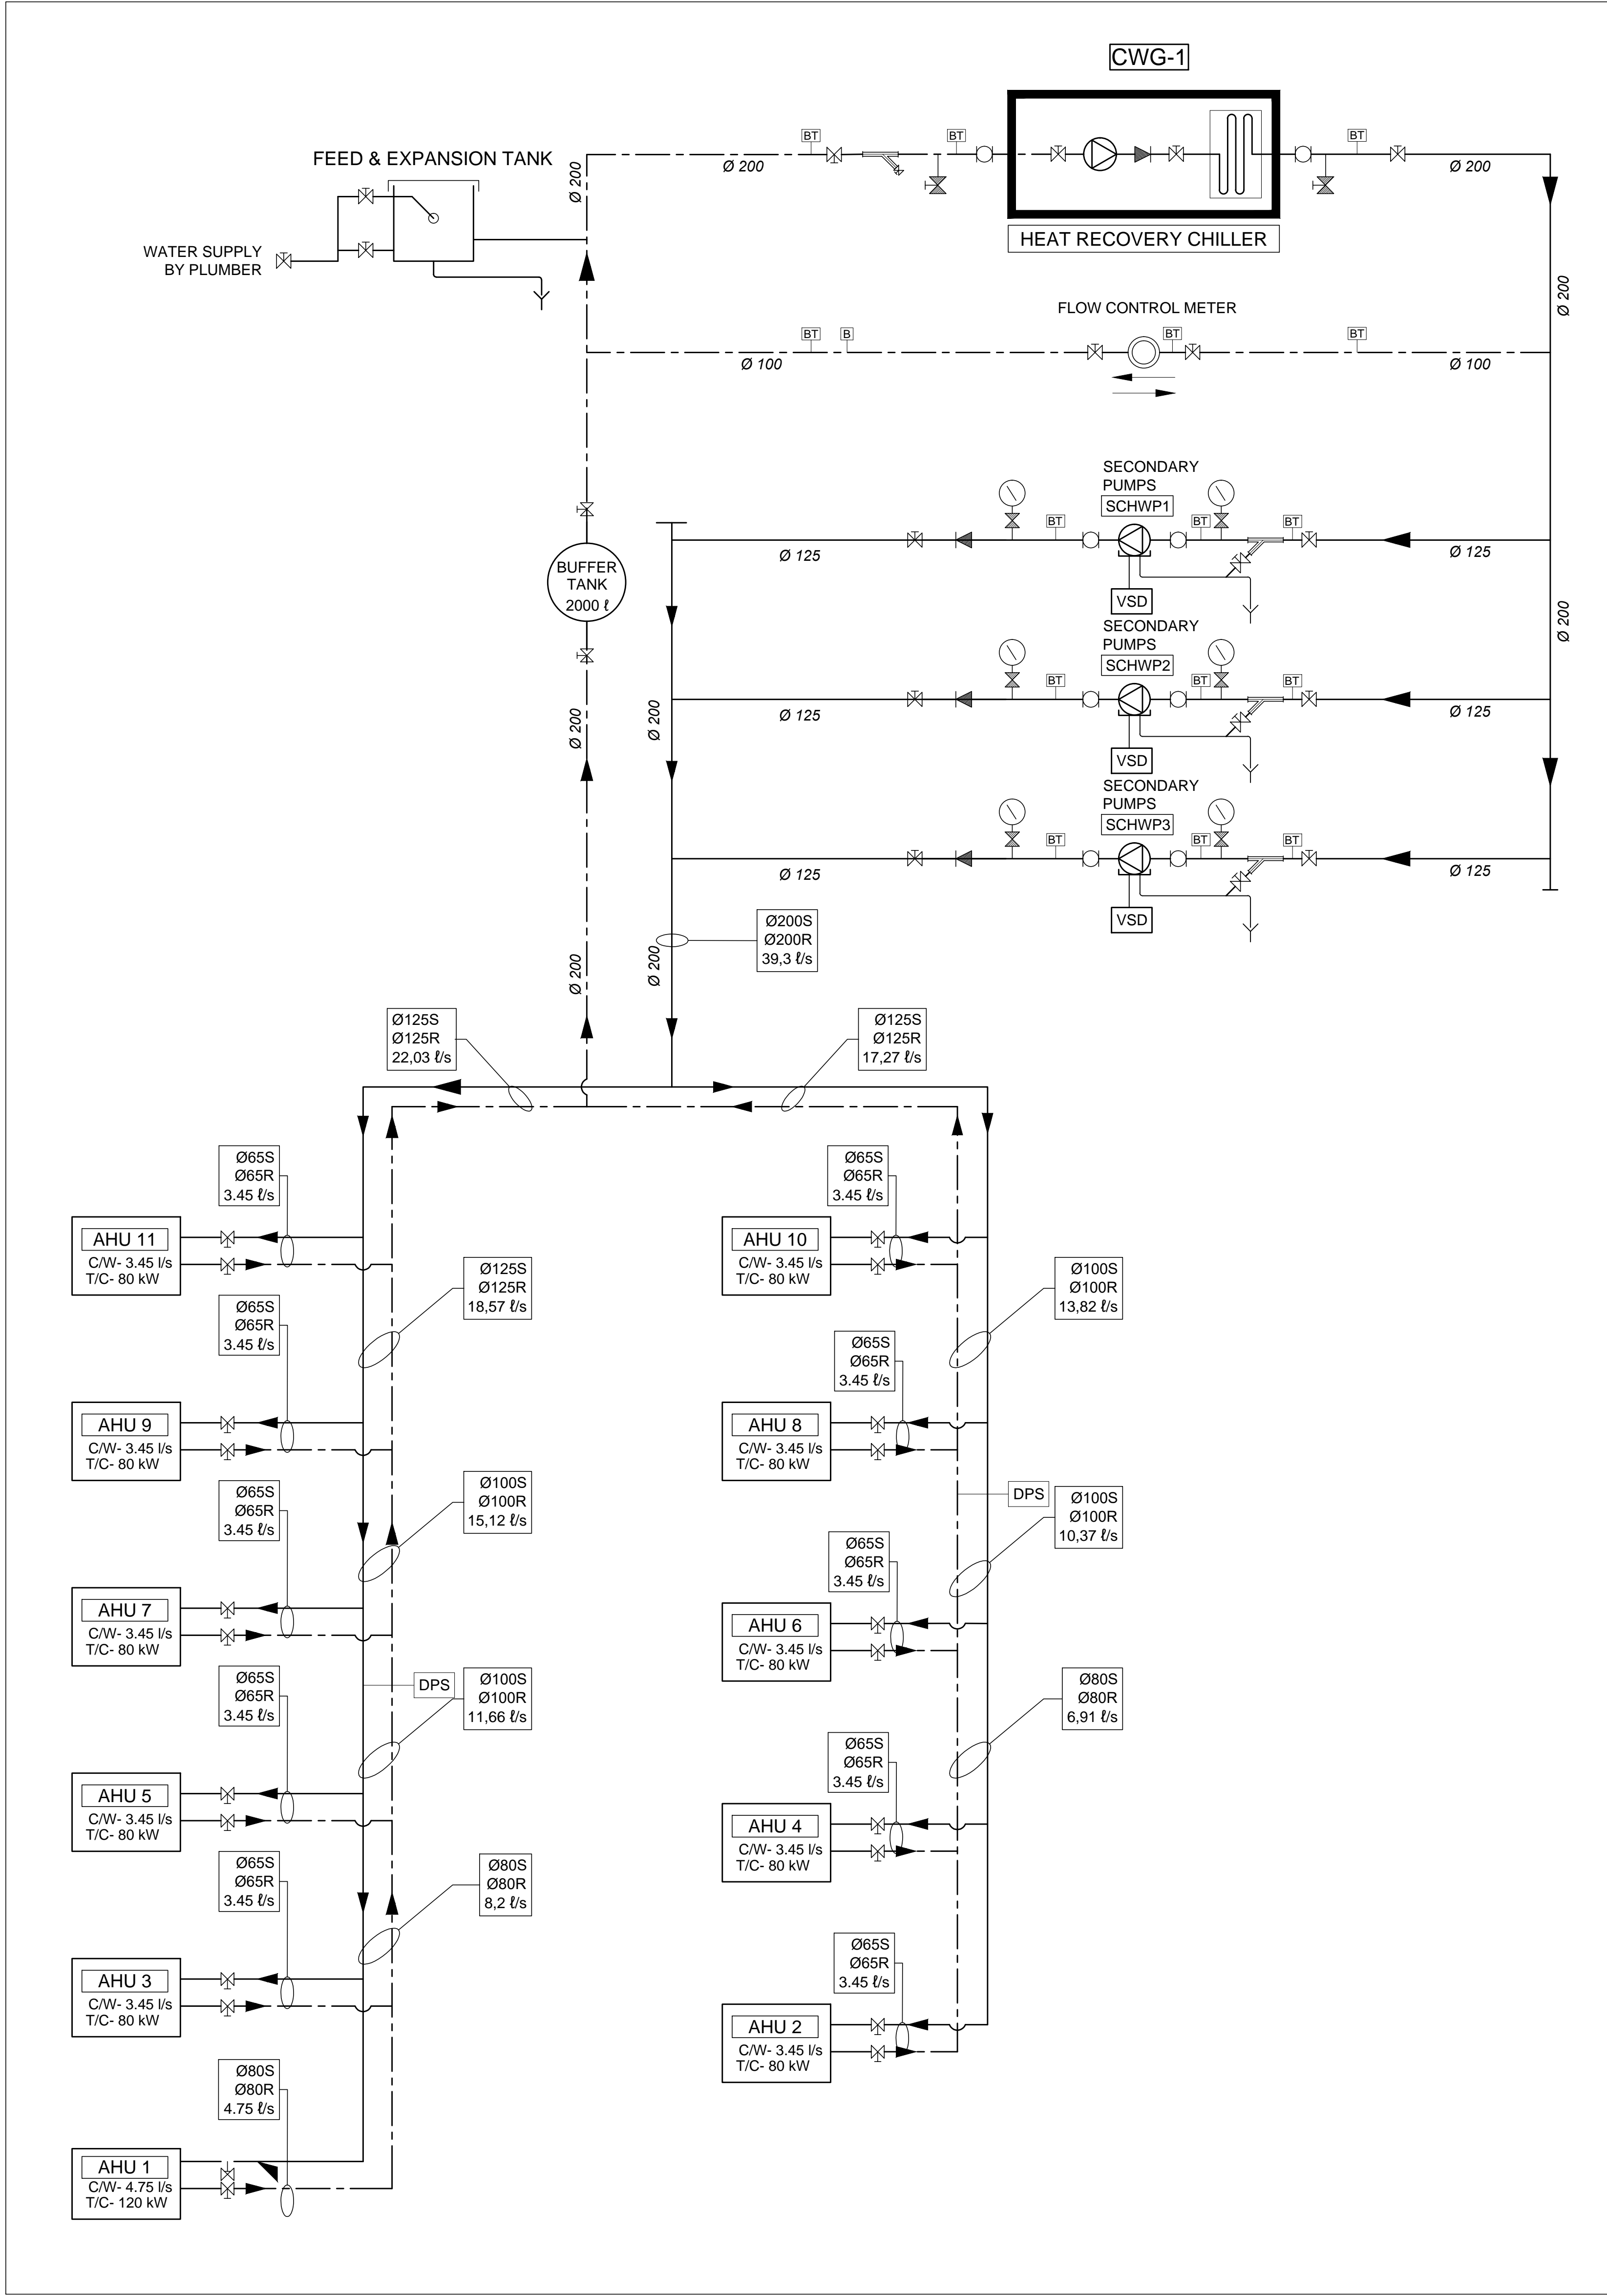 CWG-1
BT
BT
BT
FEED & EXPANSION TANK
Ø 200
Ø 200
Ø 200
HEAT RECOVERY CHILLER
WATER SUPPLY
BY PLUMBER
Ø 200
FLOW CONTROL METER
BT
B
BT
BT
Ø 100
Ø 100
SECONDARY
PUMPS
SCHWP1
BT
BT
BT
Ø 125
Ø 125
BUFFER
TANK
2000 ℓ
VSD
Ø 200
SECONDARY
PUMPS
SCHWP2
BT
BT
BT
Ø 200
Ø 200
Ø 125
Ø 125
VSD
SECONDARY
PUMPS
SCHWP3
BT
BT
BT
Ø 125
Ø 125
VSD
Ø200S
Ø200R
39,3 ℓ/s
Ø 200
Ø 200
Ø125S
Ø125R
22,03 ℓ/s
Ø125S
Ø125R
17,27 ℓ/s
Ø65S
Ø65R
3.45 ℓ/s
AHU 11
C/W- 3.45 l/s
T/C- 80 kW
Ø125S
Ø125R
18,57 ℓ/s
Ø65S
Ø65R
3.45 ℓ/s
AHU 9
C/W- 3.45 l/s
T/C- 80 kW
Ø100S
Ø100R
15,12 ℓ/s
Ø65S
Ø65R
3.45 ℓ/s
AHU 7
C/W- 3.45 l/s
T/C- 80 kW
DPS
Ø100S
Ø100R
11,66 ℓ/s
Ø65S
Ø65R
3.45 ℓ/s
AHU 5
C/W- 3.45 l/s
T/C- 80 kW
Ø80S
Ø80R
8,2 ℓ/s
Ø65S
Ø65R
3.45 ℓ/s
AHU 3
C/W- 3.45 l/s
T/C- 80 kW
Ø80S
Ø80R
4.75 ℓ/s
AHU 1
C/W- 4.75 l/s
T/C- 120 kW
Ø65S
Ø65R
3.45 ℓ/s
AHU 10
C/W- 3.45 l/s
T/C- 80 kW
Ø100S
Ø100R
13,82 ℓ/s
Ø65S
Ø65R
3.45 ℓ/s
AHU 8
C/W- 3.45 l/s
T/C- 80 kW
DPS
Ø100S
Ø100R
10,37 ℓ/s
Ø65S
Ø65R
3.45 ℓ/s
AHU 6
C/W- 3.45 l/s
T/C- 80 kW
Ø80S
Ø80R
6,91 ℓ/s
Ø65S
Ø65R
3.45 ℓ/s
AHU 4
C/W- 3.45 l/s
T/C- 80 kW
Ø65S
Ø65R
3.45 ℓ/s
AHU 2
C/W- 3.45 l/s
T/C- 80 kW